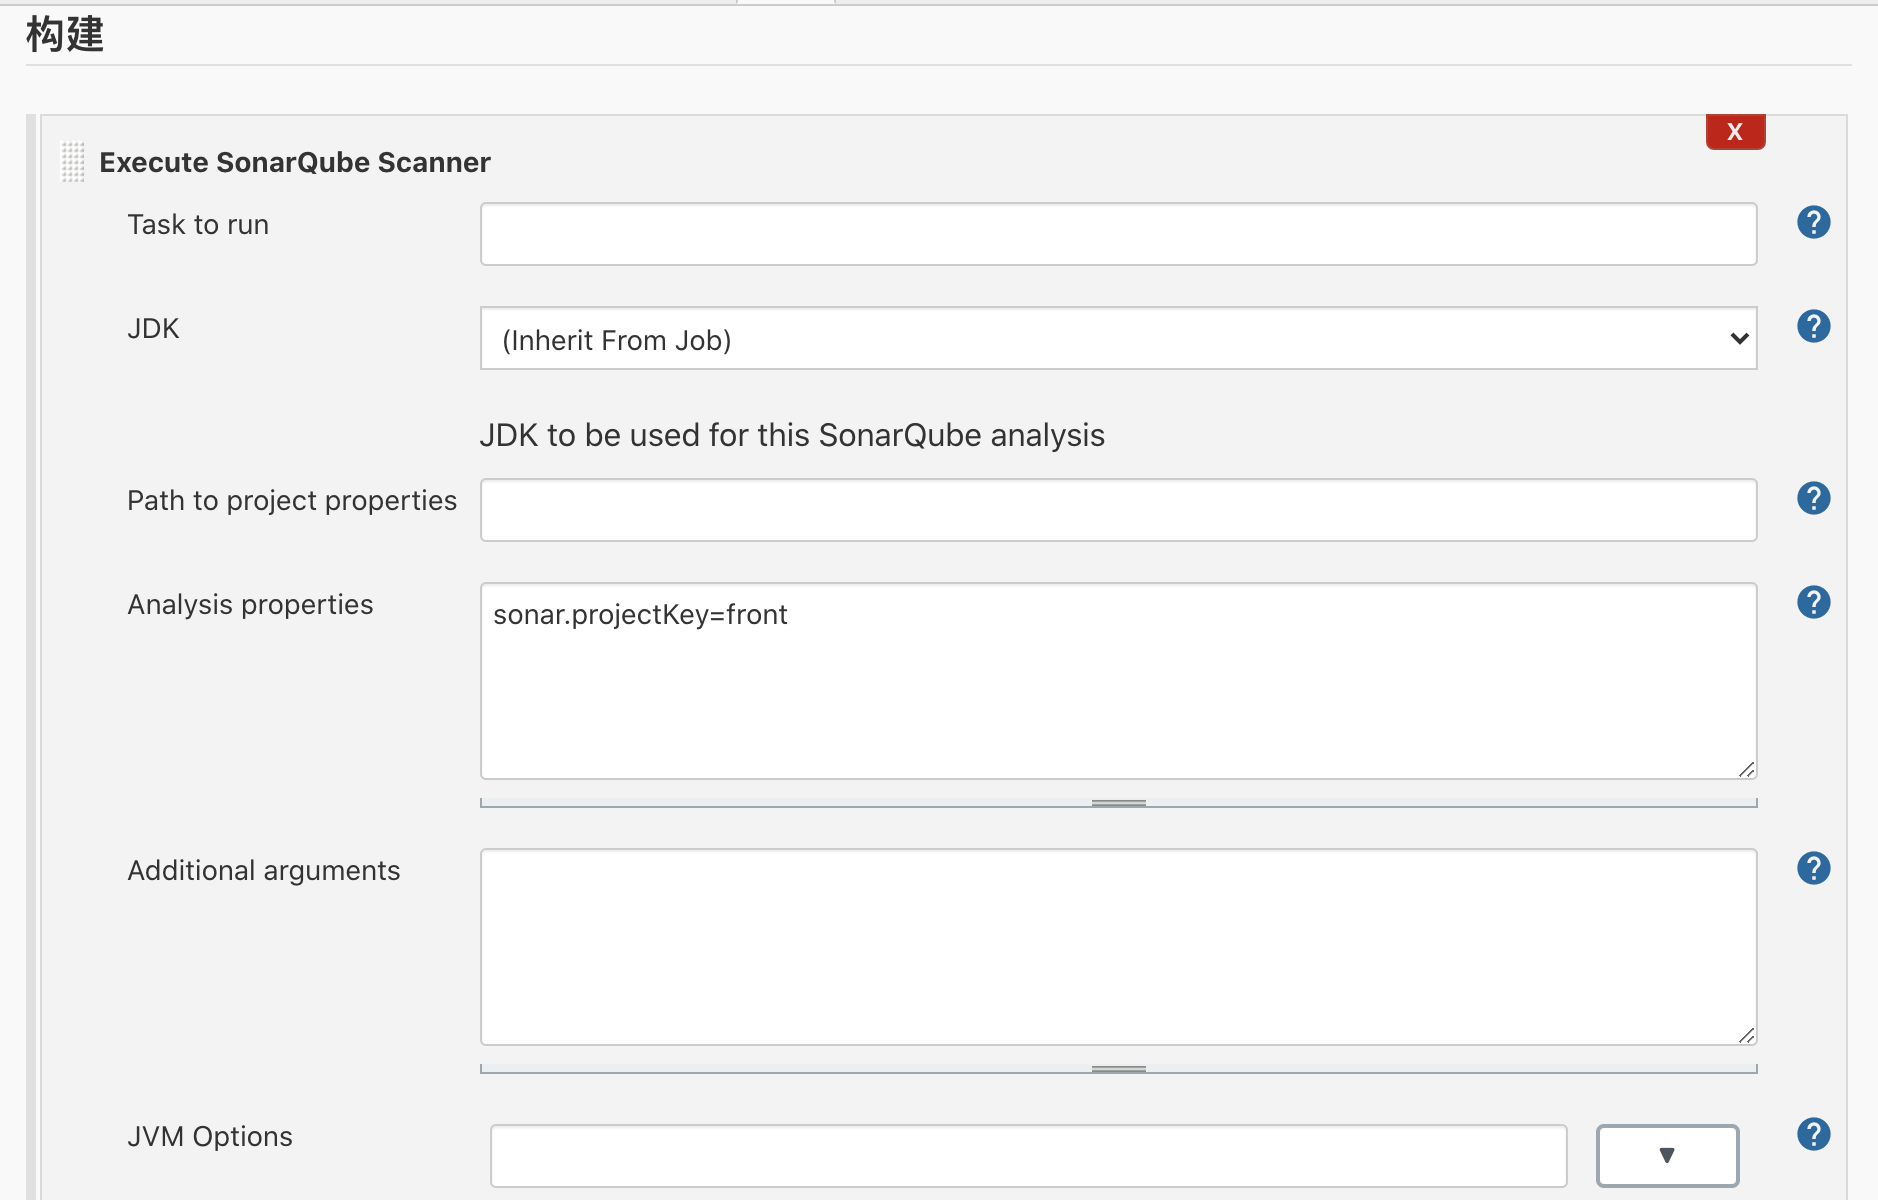 构建
X
Execute SonarQube Scanner
Task to run
?
JDK
(Inherit From Job)
?
JDK to be used for this SonarQube analysis
Path to project properties
?
Analysis properties
sonar.projectKey=front
?
Additional arguments
?
JVM Options
?